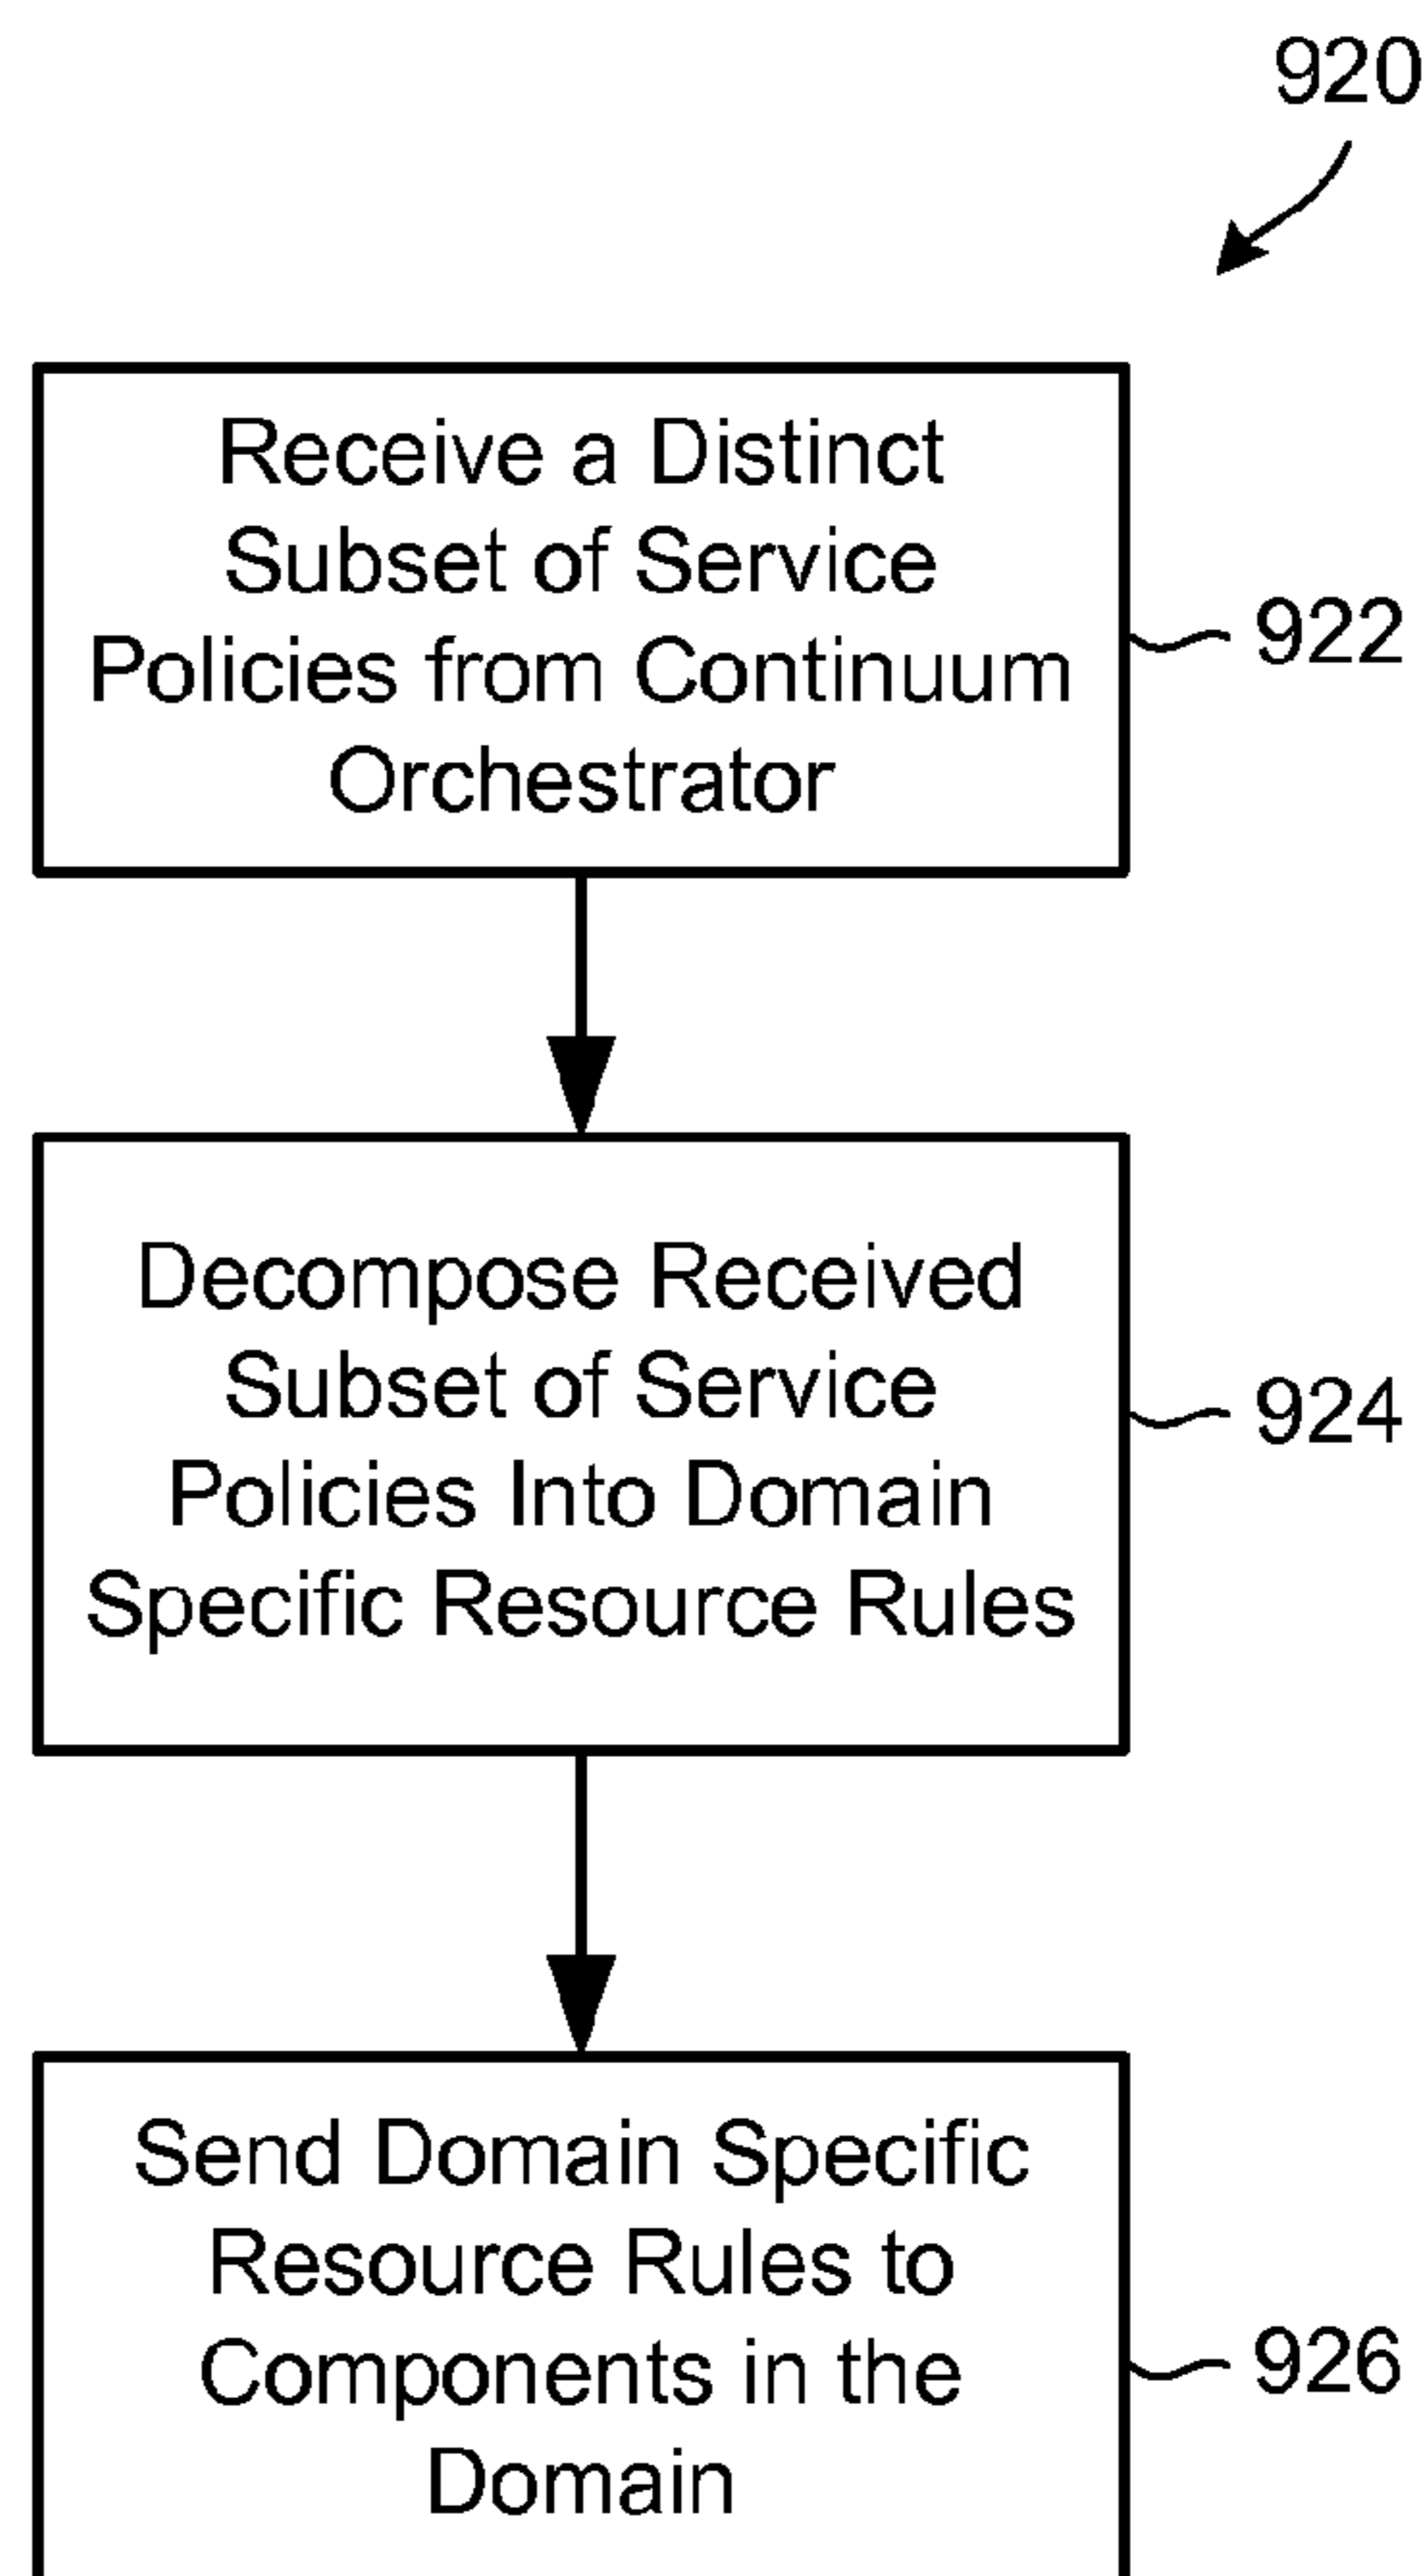 920
Receive a Distinct
Subset of Service
Policies from Continuum
Orchestrator
922
Decompose Received
Subset of Service
Policies Into Domain
Specific Resource Rules
924
Send Domain Specific
Resource Rules to
Components in the
Domain
926